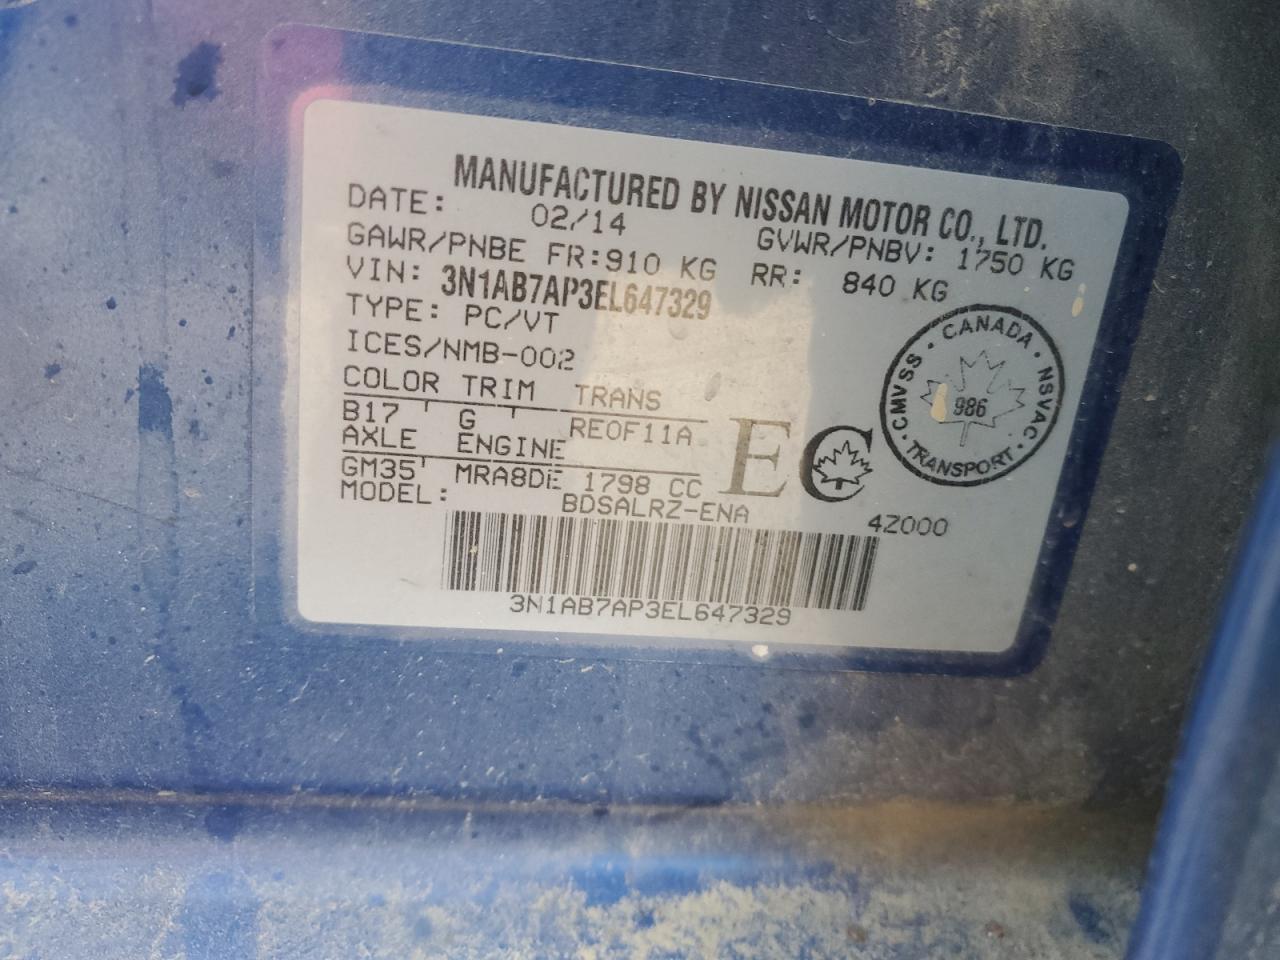 MANUFACTURED BY NISSAN MOTOR CO., LTD.
DATE: 02/14 GVWR/PNBV: 1750 KG
GAWR/PNBE FR:910 KG RR: 840 KG
VIN: 3N1AB7AP3EL647329
TYPE: PC/VT
ICES/NMB-002
COLOR TRIM TRANS
B17 G RE0F11A
AXLE ENGINE
GM35 MRA8DE 1798 CC
MODEL: BDSALRZ-ENA
4Z000
3N1AB7AP3EL647329
EC
CANADA · NSVAC · TRANSPORT · CMVSS ·
986